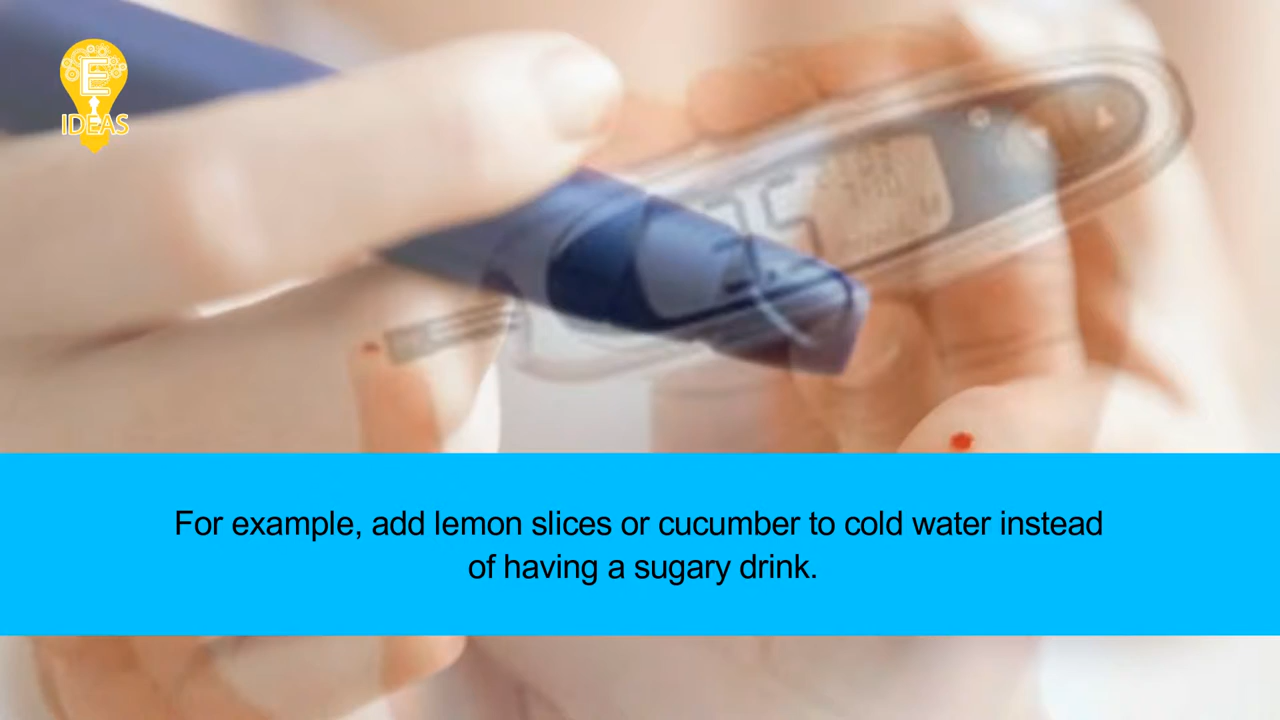 E
IDEAS
For example, add lemon slices or cucumber to cold water instead
of having a sugary drink.